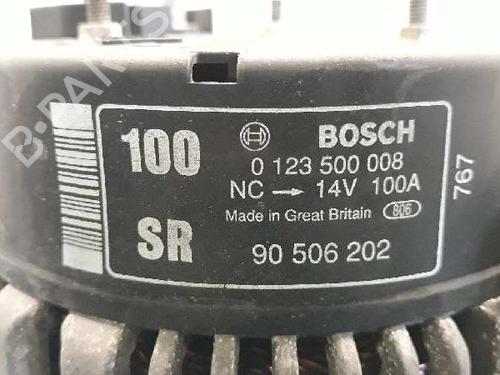 B-PARTS
100
BOSCH
0 123 500 008
NC → 14V 100A
Made in Great Britain 806
SR
90 506 202
767